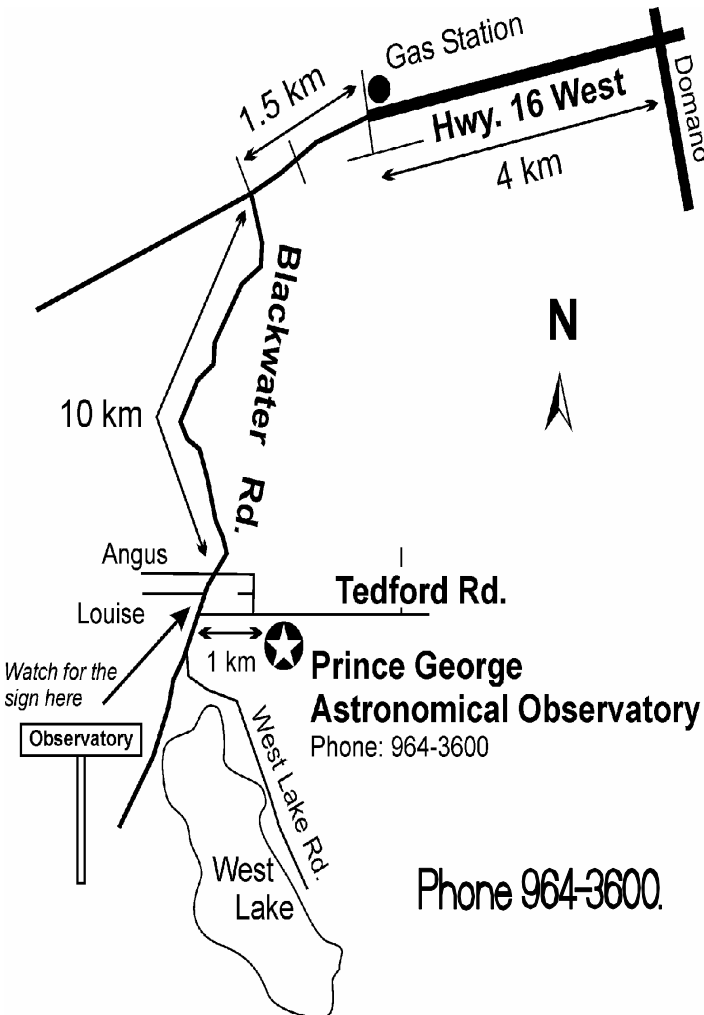 Gas Station
1.5 km
Hwy. 16 West
Domano
4 km
Blackwater Rd.
N
10 km
Angus
Tedford Rd.
Louise
1 km
Watch for the
sign here
Prince George
Astronomical Observatory
Phone: 964-3600
Observatory
West Lake Rd.
West
Lake
Phone 964-3600.